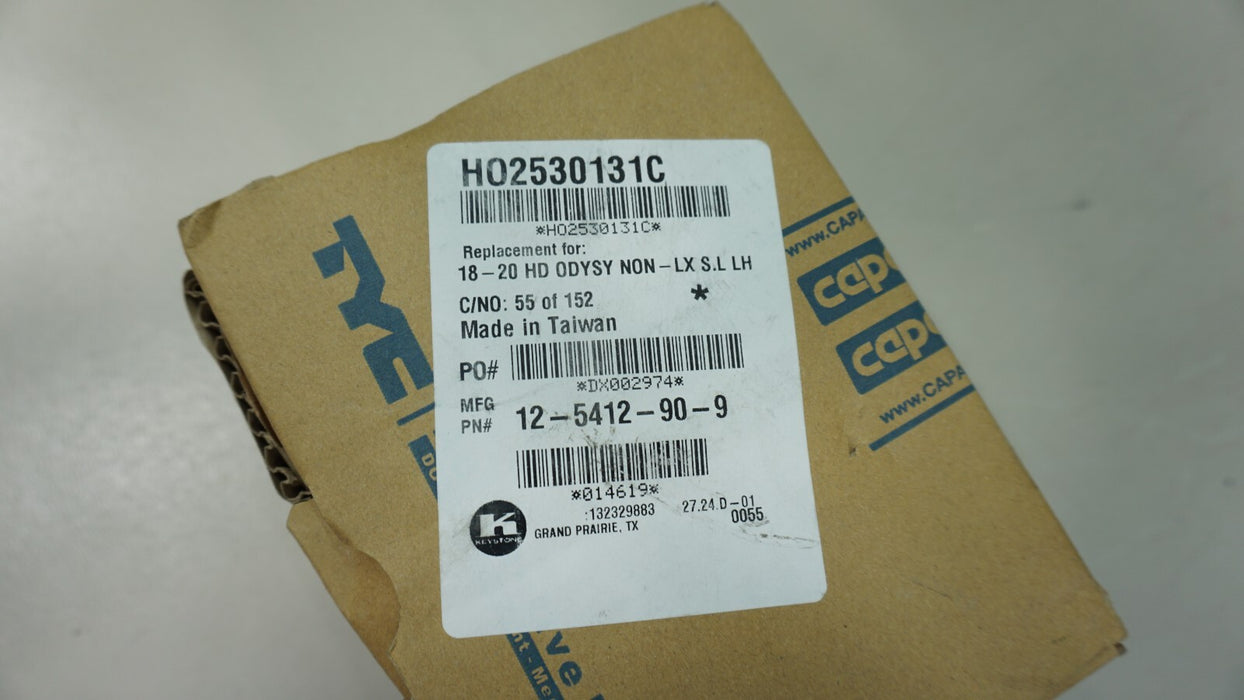 HO2530131C
*HO2530131C*
Replacement for:
18-20 HD ODYSY NON-LX S.L LH
C/NO: 55 of 152 *
Made in Taiwan
PO#
*DX002974*
MFG
PN# 12-5412-90-9
*014619*
:132329883 27.24.D-01
0055
K
KEYSTONE
GRAND PRAIRIE, TX
TYC
www.CAPA
capa
capa
www.CAPA